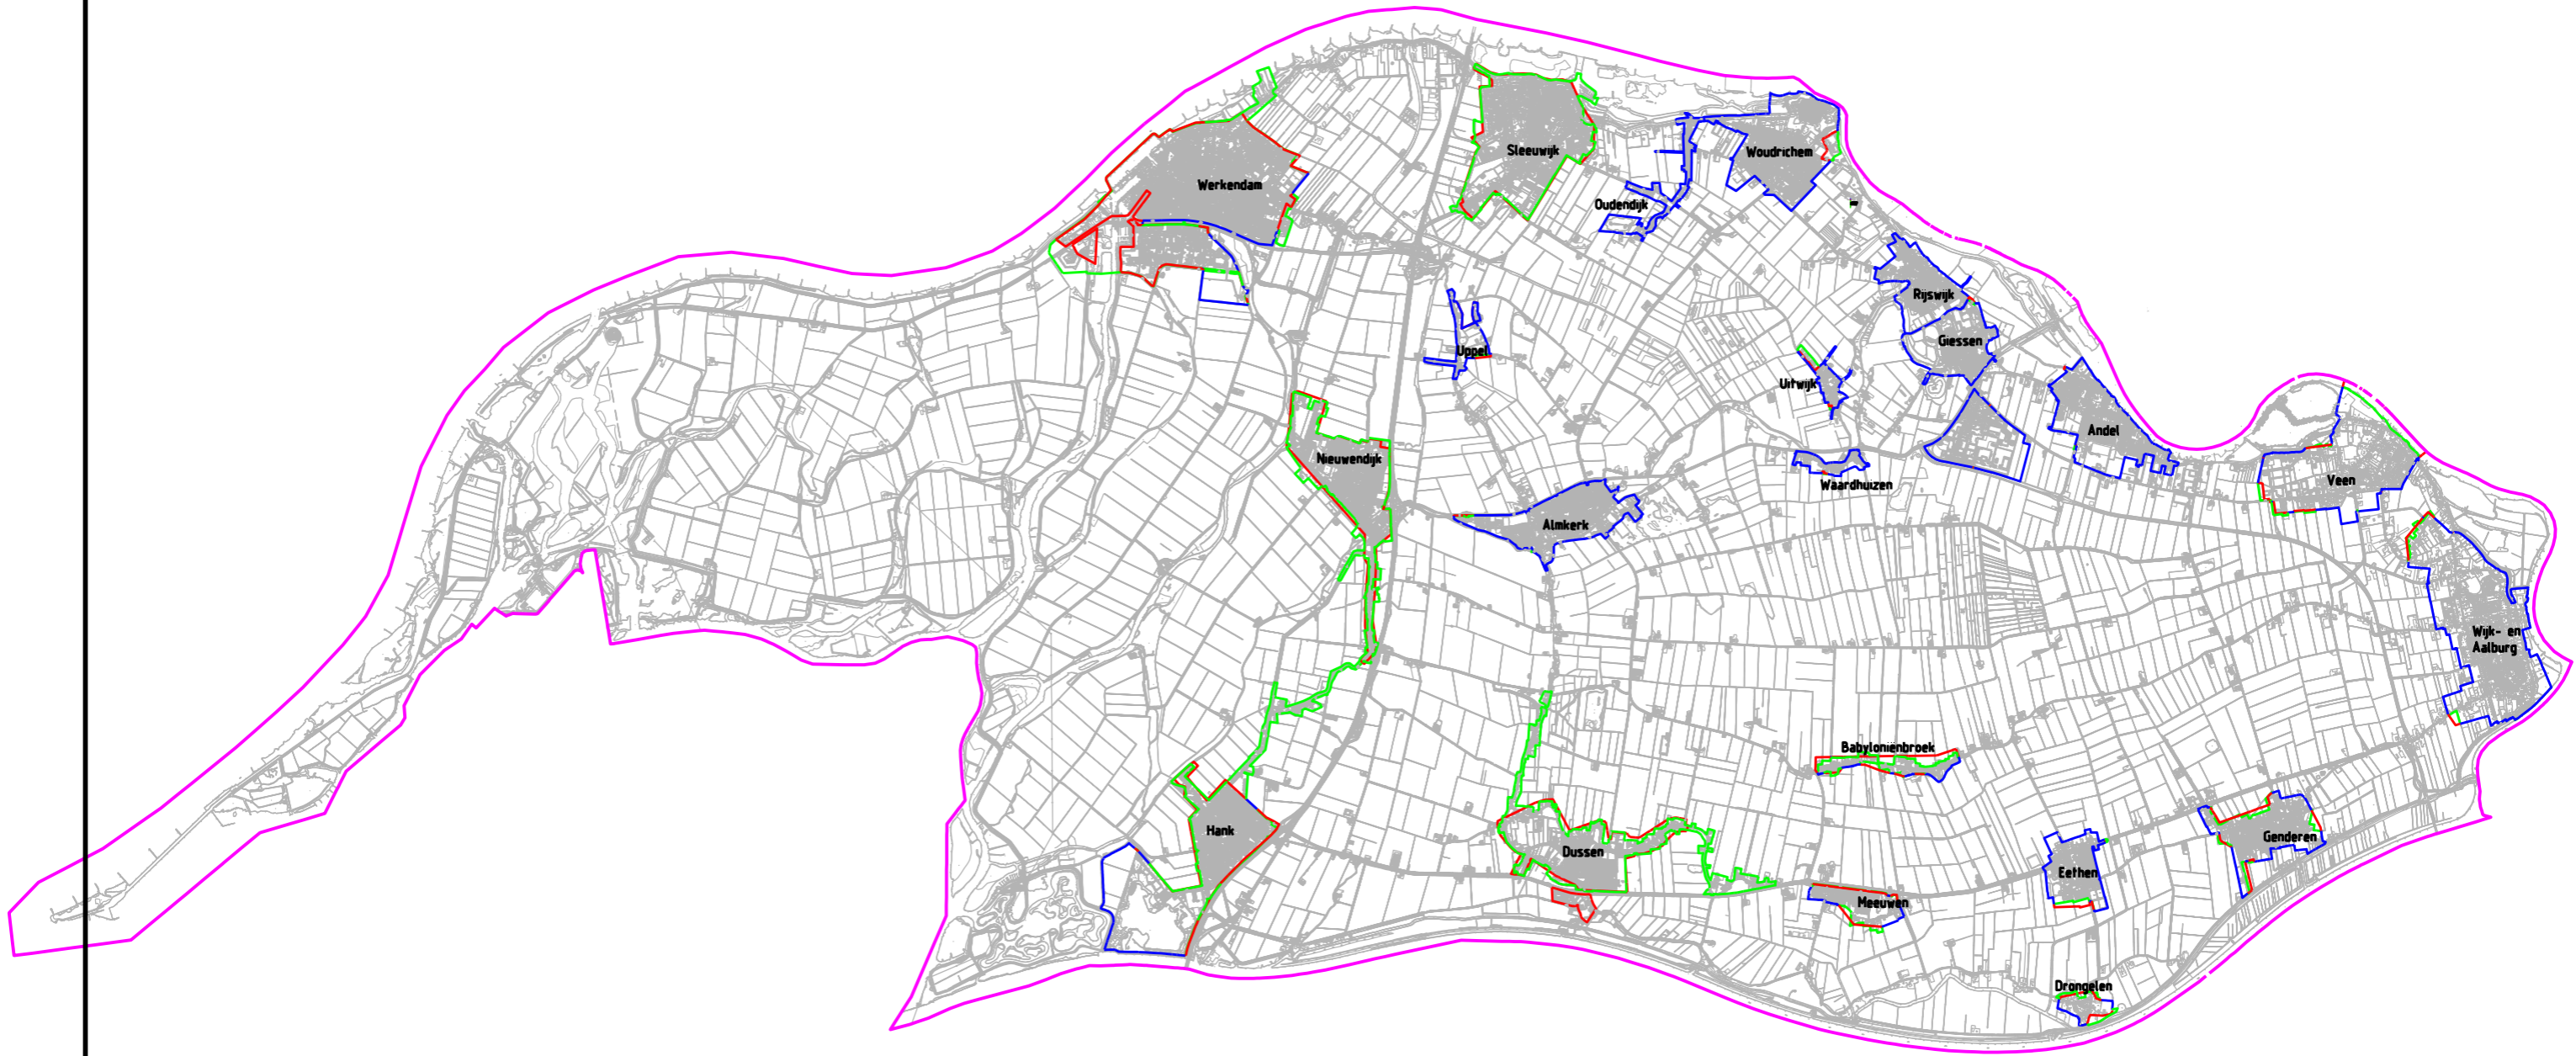 Sleeuwijk
Woudrichem
Werkendam
Oudendijk
Rijswijk
Giessen
Uppel
Uitwijk
Andel
Nieuwendijk
Veen
Waardhuizen
Almkerk
Wijk- en
Aalburg
Babyloniënbroek
Hank
Genderen
Dussen
Eethen
Meeuwen
Drongelen